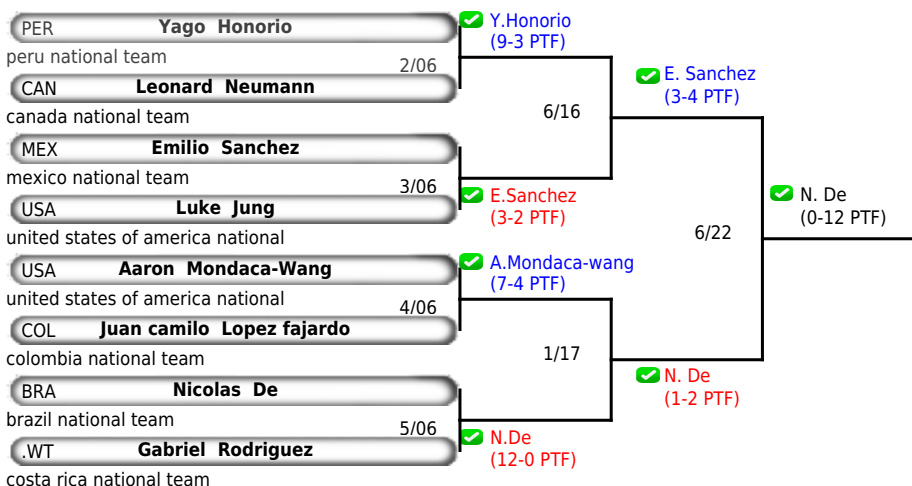 PER Yago Honorio
peru national team
2/06
CAN Leonard Neumann
canada national team
MEX Emilio Sanchez
mexico national team
3/06
USA Luke Jung
united states of america national
USA Aaron Mondaca-Wang
united states of america national
4/06
COL Juan camilo Lopez fajardo
colombia national team
BRA Nicolas De
brazil national team
5/06
.WT Gabriel Rodriguez
costa rica national team
Y.Honorio
(9-3 PTF)
6/16
E.Sanchez
(3-2 PTF)
A.Mondaca-wang
(7-4 PTF)
1/17
N.De
(12-0 PTF)
E. Sanchez
(3-4 PTF)
6/22
N. De
(1-2 PTF)
N. De
(0-12 PTF)